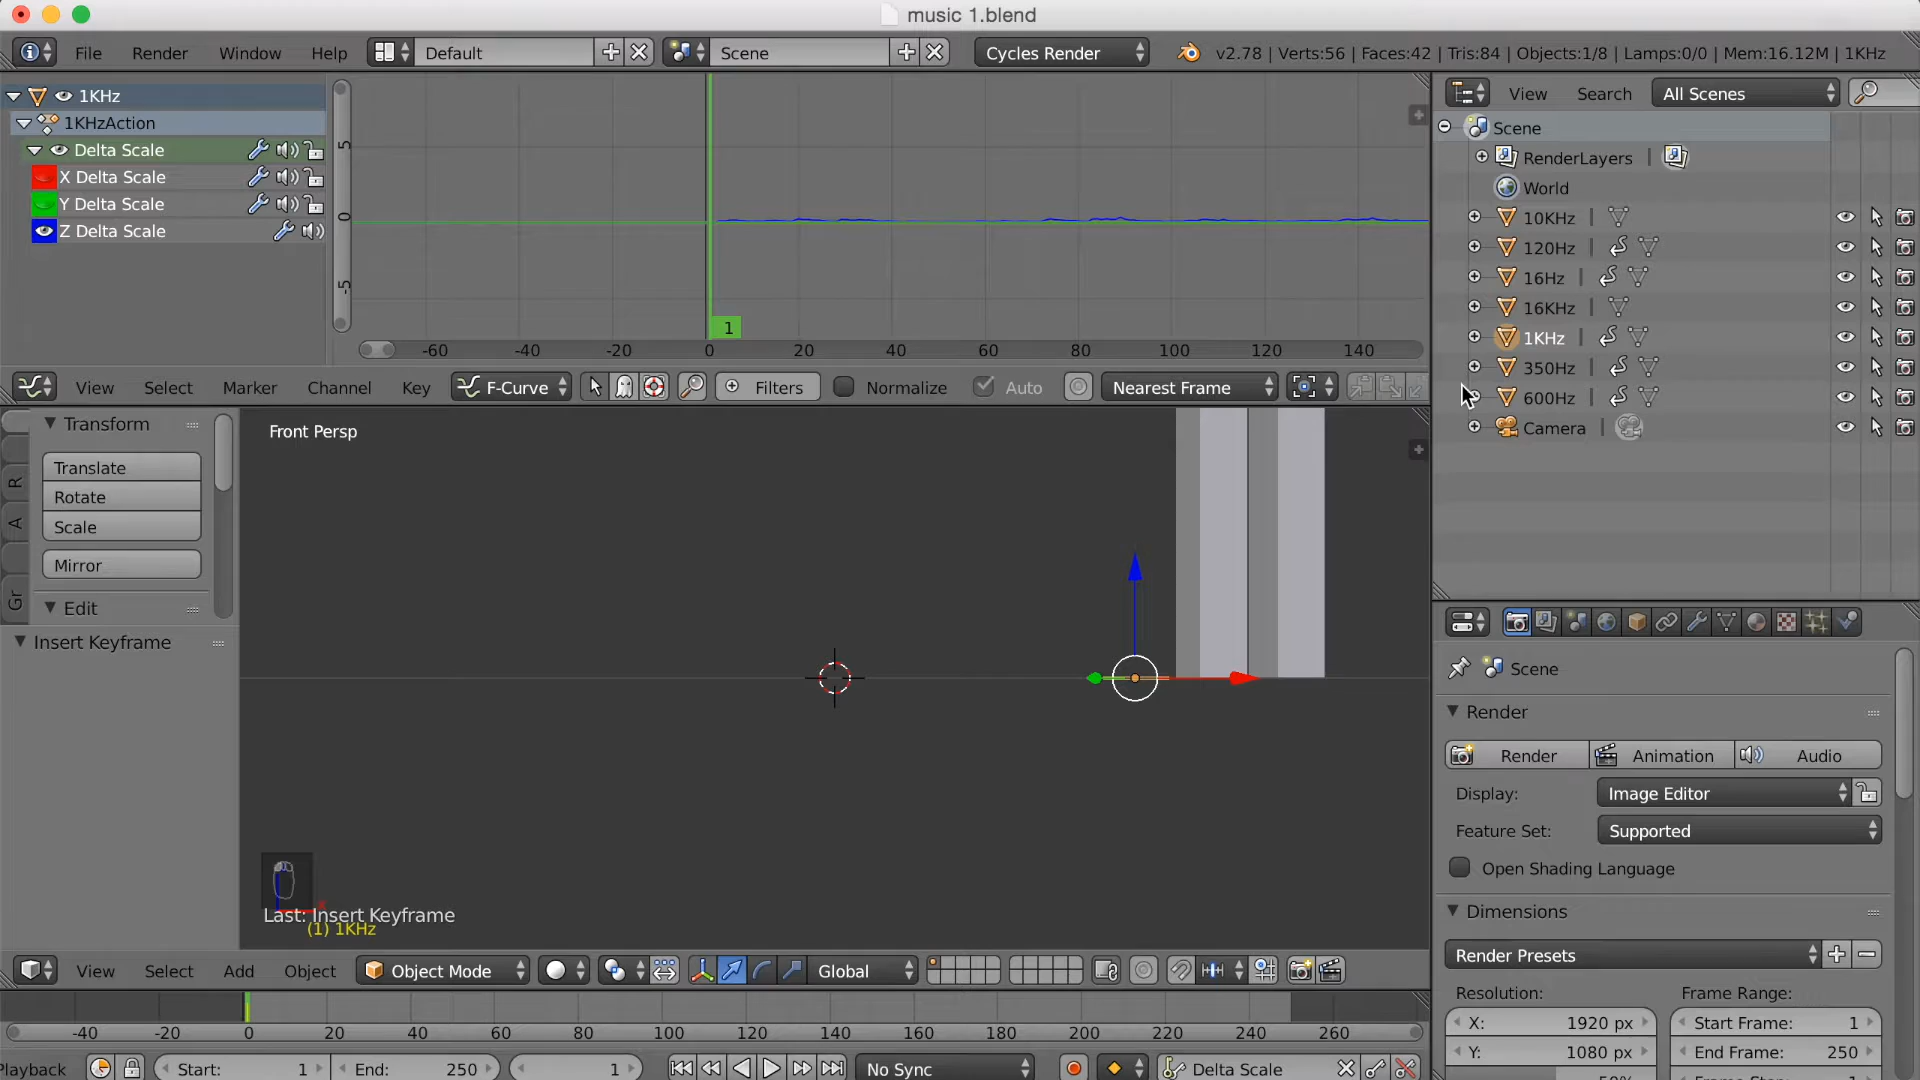 music 1.blend
File Render Window Help Default Scene Cycles Render v2.78 | Verts:56 | Faces:42 | Tris:84 | Objects:1/8 | Lamps:0/0 | Mem:16.12M | 1KHz
1KHz
1KHzAction
Delta Scale
X Delta Scale
Y Delta Scale
Z Delta Scale
5
0
-5
1
-60 -40 -20 0 20 40 60 80 100 120 140
View Select Marker Channel Key F-Curve Filters Normalize Auto Nearest Frame
View Search All Scenes
Scene
RenderLayers |
World
10KHz |
120Hz |
16Hz |
16KHz |
1KHz |
350Hz |
600Hz |
Camera |
Transform
Translate
Rotate
Scale
Mirror
Edit
Insert Keyframe
R
A
Gr
Front Persp
Last: Insert Keyframe
(1) 1KHz
Scene
Render
Render Animation Audio
Display: Image Editor
Feature Set: Supported
Open Shading Language
Dimensions
Render Presets
Resolution: Frame Range:
X: 1920 px Start Frame: 1
Y: 1080 px End Frame: 250
View Select Add Object Object Mode Global
-40 -20 0 20 40 60 80 100 120 140 160 180 200 220 240 260
Playback Start: 1 End: 250 1 No Sync Delta Scale